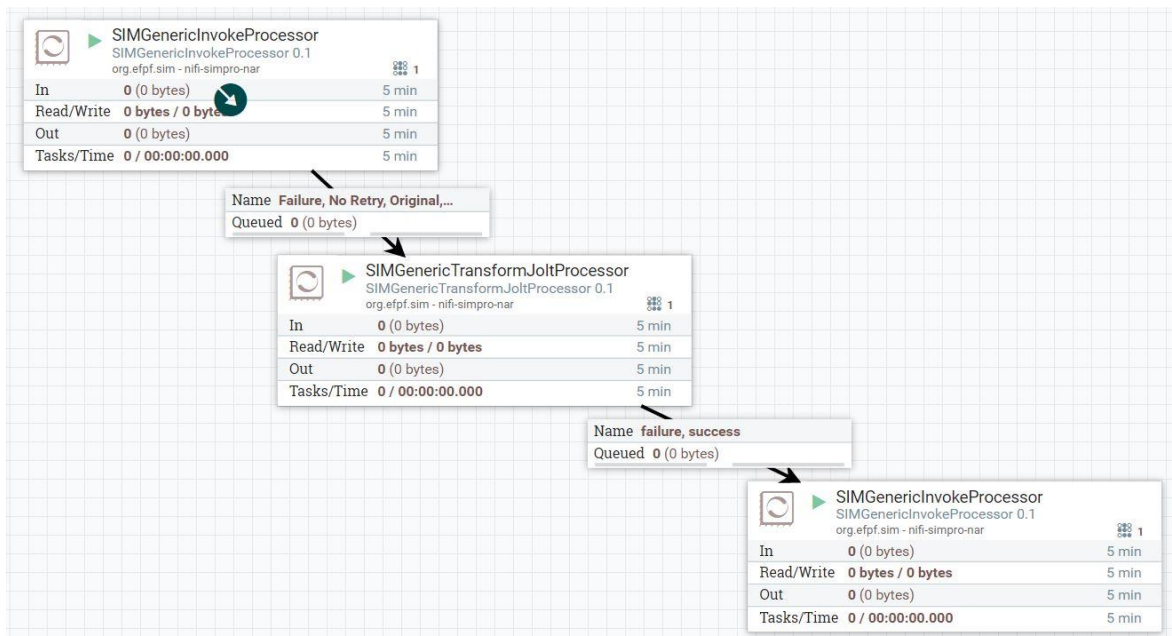 SIMGenericInvokeProcessor
SIMGenericInvokeProcessor 0.1
org.efpf.sim - nifi-simpro-nar
1
In 0 (0 bytes) 5 min
Read/Write 0 bytes / 0 byte 5 min
Out 0 (0 bytes) 5 min
Tasks/Time 0 / 00:00:00.000 5 min
Name Failure, No Retry, Original,...
Queued 0 (0 bytes)
SIMGenericTransformJoltProcessor
SIMGenericTransformJoltProcessor 0.1
org.efpf.sim - nifi-simpro-nar
1
In 0 (0 bytes) 5 min
Read/Write 0 bytes / 0 bytes 5 min
Out 0 (0 bytes) 5 min
Tasks/Time 0 / 00:00:00.000 5 min
Name failure, success
Queued 0 (0 bytes)
SIMGenericInvokeProcessor
SIMGenericInvokeProcessor 0.1
org.efpf.sim - nifi-simpro-nar
1
In 0 (0 bytes) 5 min
Read/Write 0 bytes / 0 bytes 5 min
Out 0 (0 bytes) 5 min
Tasks/Time 0 / 00:00:00.000 5 min